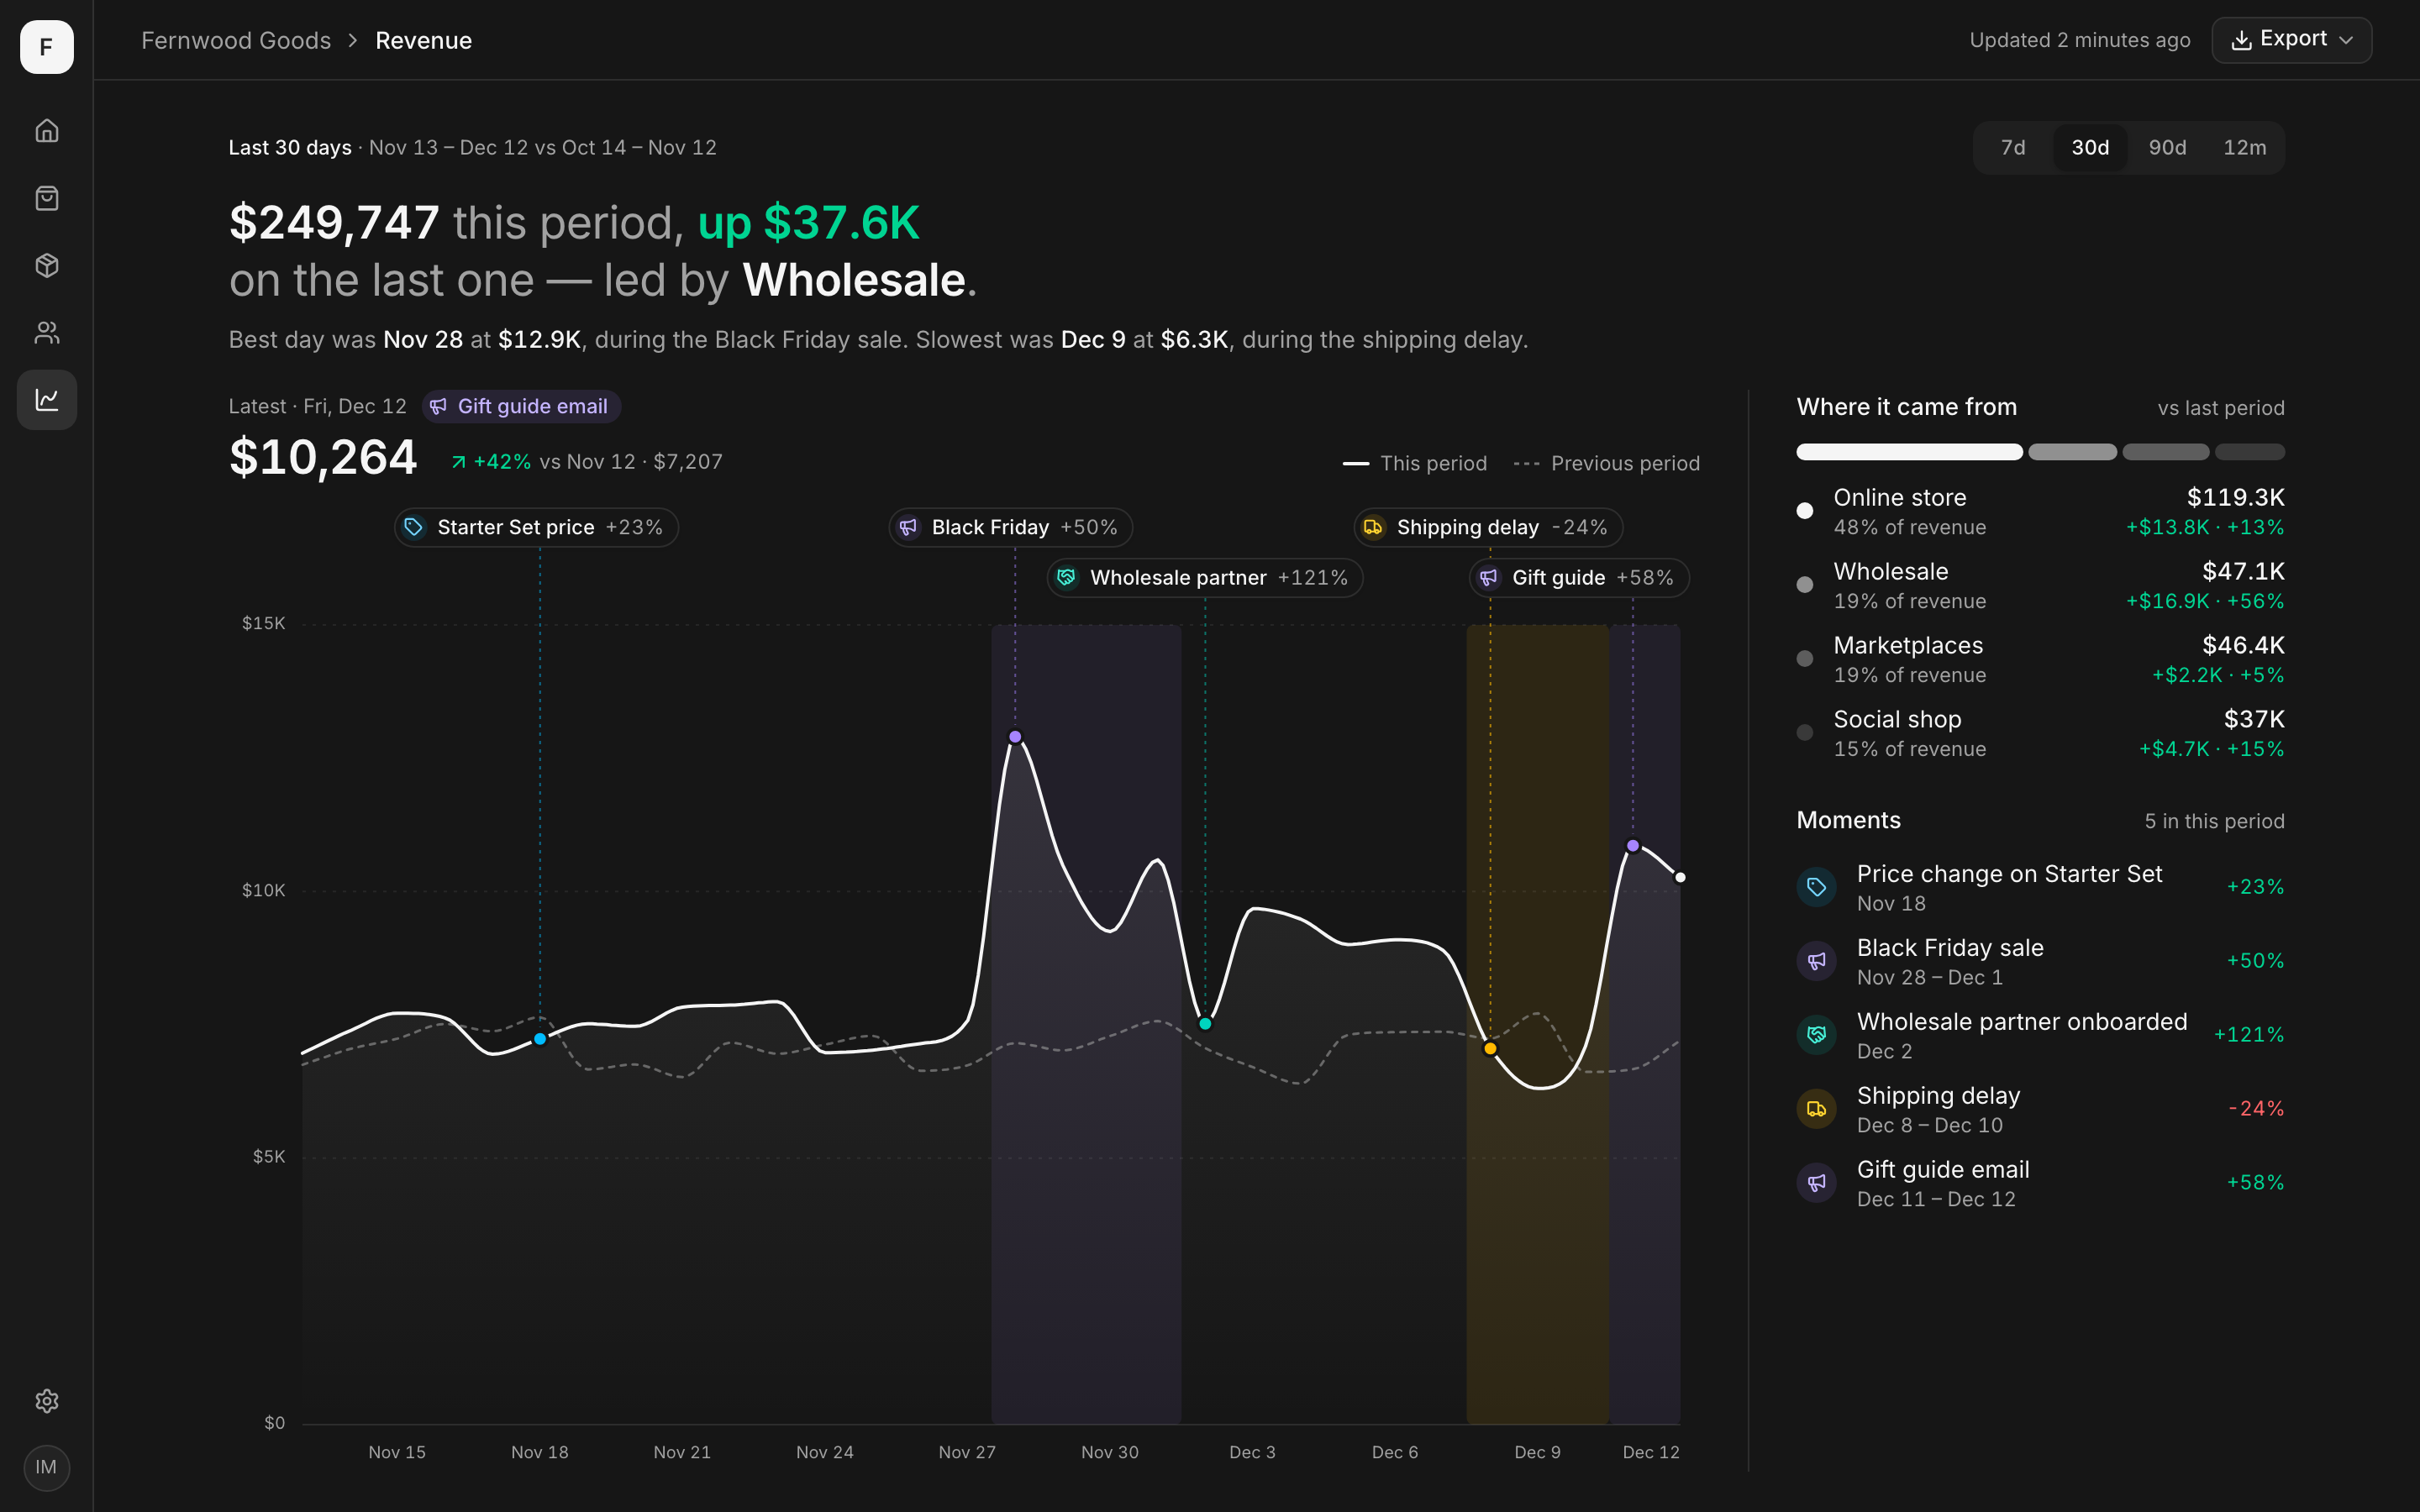 F
Fernwood Goods > Revenue
Updated 2 minutes ago
Export
Last 30 days · Nov 13 – Dec 12 vs Oct 14 – Nov 12
7d 30d 90d 12m
$249,747 this period, up $37.6K
on the last one — led by Wholesale.
Best day was Nov 28 at $12.9K, during the Black Friday sale. Slowest was Dec 9 at $6.3K, during the shipping delay.
Latest · Fri, Dec 12 Gift guide email
$10,264 +42% vs Nov 12 · $7,207
This period Previous period
Starter Set price +23%
Black Friday +50%
Shipping delay -24%
Wholesale partner +121%
Gift guide +58%
$15K
$10K
$5K
$0
Nov 15 Nov 18 Nov 21 Nov 24 Nov 27 Nov 30 Dec 3 Dec 6 Dec 9 Dec 12
Where it came from vs last period
Online store $119.3K
48% of revenue +$13.8K · +13%
Wholesale $47.1K
19% of revenue +$16.9K · +56%
Marketplaces $46.4K
19% of revenue +$2.2K · +5%
Social shop $37K
15% of revenue +$4.7K · +15%
Moments 5 in this period
Price change on Starter Set +23%
Nov 18
Black Friday sale +50%
Nov 28 – Dec 1
Wholesale partner onboarded +121%
Dec 2
Shipping delay -24%
Dec 8 – Dec 10
Gift guide email +58%
Dec 11 – Dec 12
IM